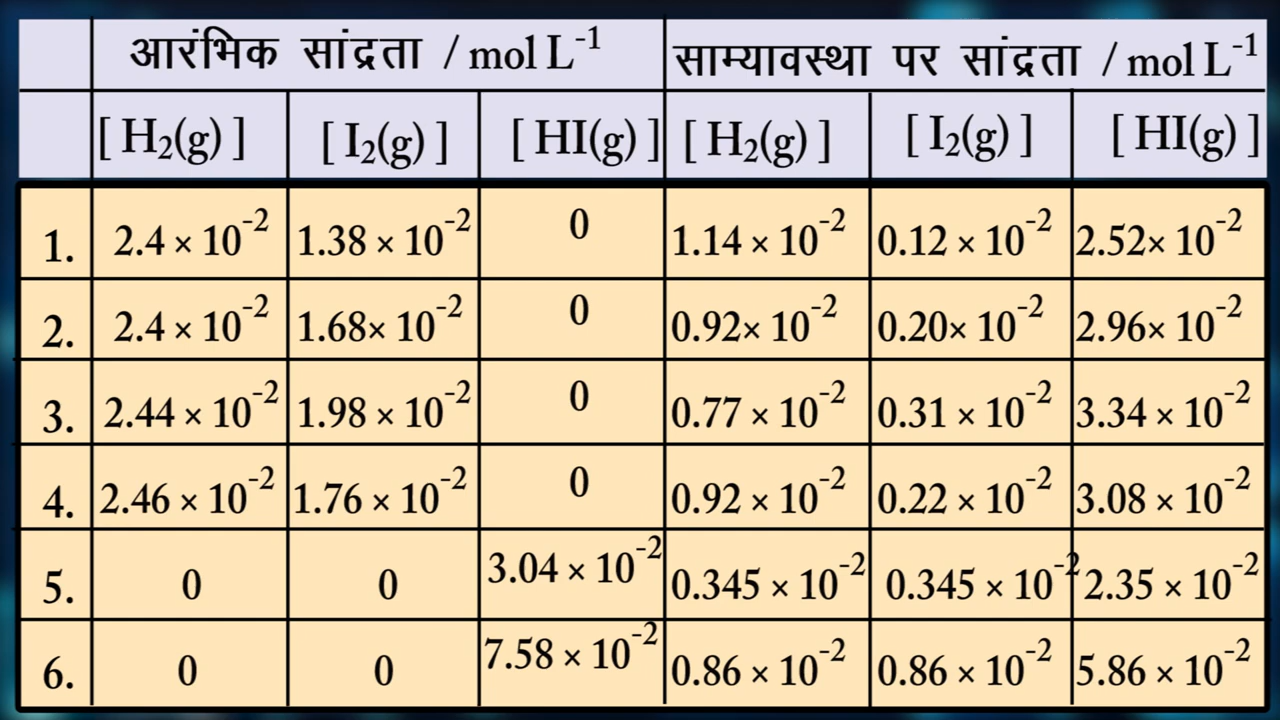 आरंभिक सांद्रता / mol L⁻¹ साम्यावस्था पर सांद्रता / mol L⁻¹
[ H₂(g) ] [ I₂(g) ] [ HI(g) ] [ H₂(g) ] [ I₂(g) ] [ HI(g) ]
1. 2.4 × 10⁻² 1.38 × 10⁻² 0 1.14 × 10⁻² 0.12 × 10⁻² 2.52× 10⁻²
2. 2.4 × 10⁻² 1.68× 10⁻² 0 0.92× 10⁻² 0.20× 10⁻² 2.96× 10⁻²
3. 2.44 × 10⁻² 1.98 × 10⁻² 0 0.77 × 10⁻² 0.31 × 10⁻² 3.34 × 10⁻²
4. 2.46 × 10⁻² 1.76 × 10⁻² 0 0.92 × 10⁻² 0.22 × 10⁻² 3.08 × 10⁻²
5. 0 0 3.04 × 10⁻² 0.345 × 10⁻² 0.345 × 10⁻² 2.35 × 10⁻²
6. 0 0 7.58 × 10⁻² 0.86 × 10⁻² 0.86 × 10⁻² 5.86 × 10⁻²